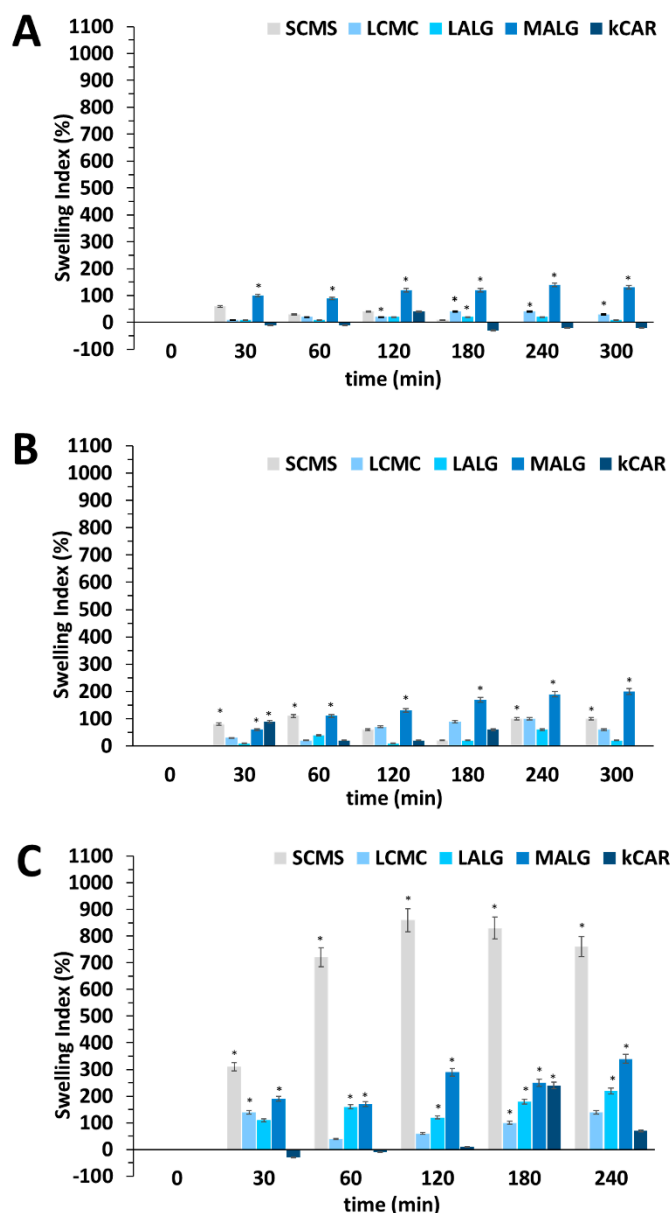 A
SCMS LCMC LALG MALG kCAR
Swelling Index (%)
1100
1000
900
800
700
600
500
400
300
200
100
0
-100
* * * * * *
* * * * *
*
0 30 60 120 180 240 300
time (min)
B
SCMS LCMC LALG MALG kCAR
Swelling Index (%)
1100
1000
900
800
700
600
500
400
300
200
100
0
* * * * * * * * * * *
0 30 60 120 180 240 300
time (min)
C
SCMS LCMC LALG MALG kCAR
Swelling Index (%)
1100
1000
900
800
700
600
500
400
300
200
100
0
-100
* * * * * * * * * * * * * * * *
0 30 60 120 180 240
time (min)